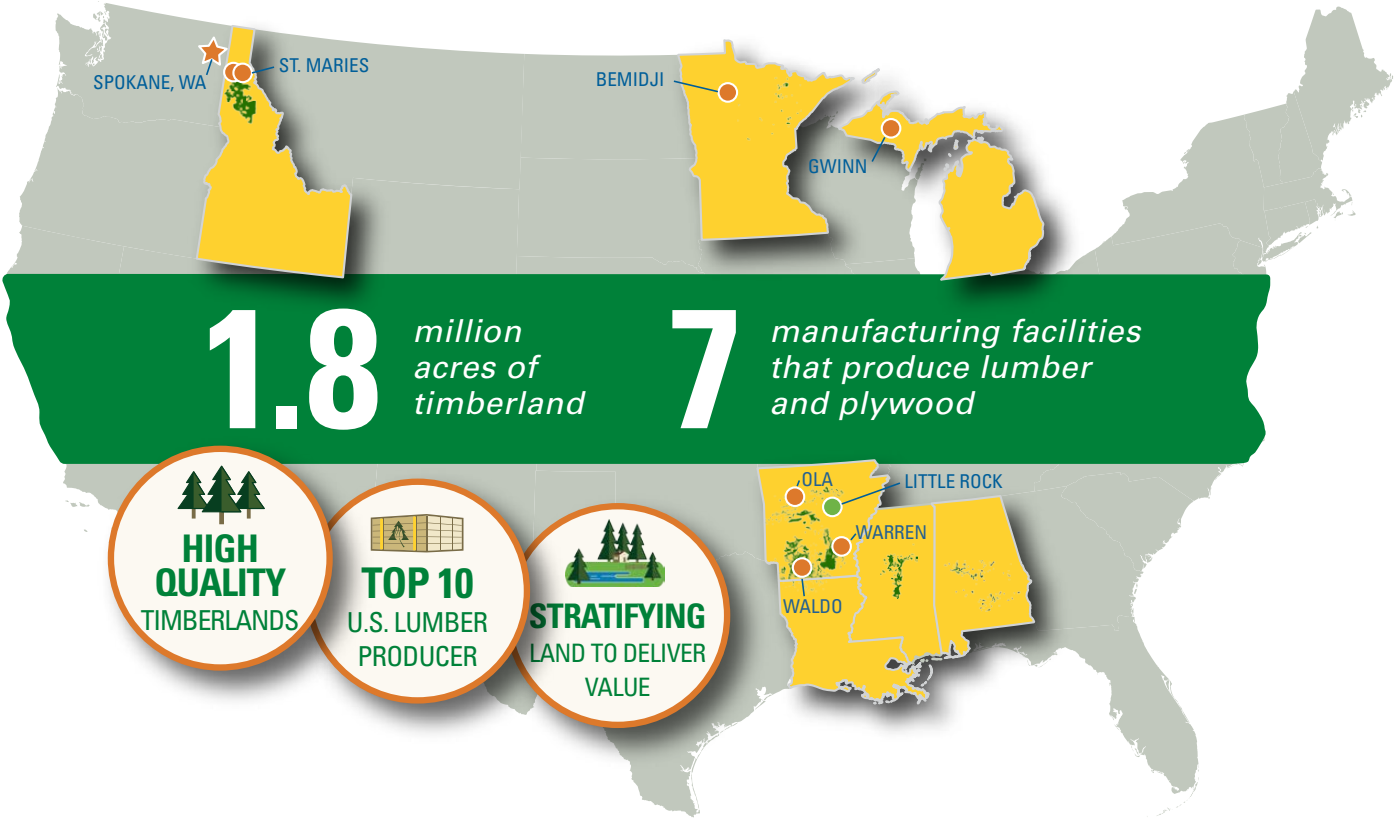 SPOKANE, WA
ST. MARIES
BEMIDJI
GWINN
1.8
million
acres of
timberland
7
manufacturing facilities
that produce lumber
and plywood
OLA
LITTLE ROCK
WARREN
WALDO
HIGH
QUALITY
TIMBERLANDS
TOP 10
U.S. LUMBER
PRODUCER
STRATIFYING
LAND TO DELIVER
VALUE